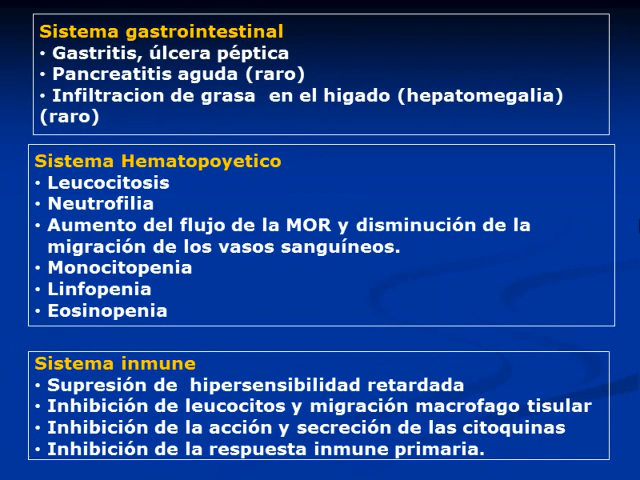 Sistema gastrointestinal
• Gastritis, úlcera péptica
• Pancreatitis aguda (raro)
• Infiltracion de grasa en el higado (hepatomegalia)
(raro)
Sistema Hematopoyetico
• Leucocitosis
• Neutrofilia
• Aumento del flujo de la MOR y disminución de la
migración de los vasos sanguíneos.
• Monocitopenia
• Linfopenia
• Eosinopenia
Sistema inmune
• Supresión de hipersensibilidad retardada
• Inhibición de leucocitos y migración macrofago tisular
• Inhibición de la acción y secreción de las citoquinas
• Inhibición de la respuesta inmune primaria.